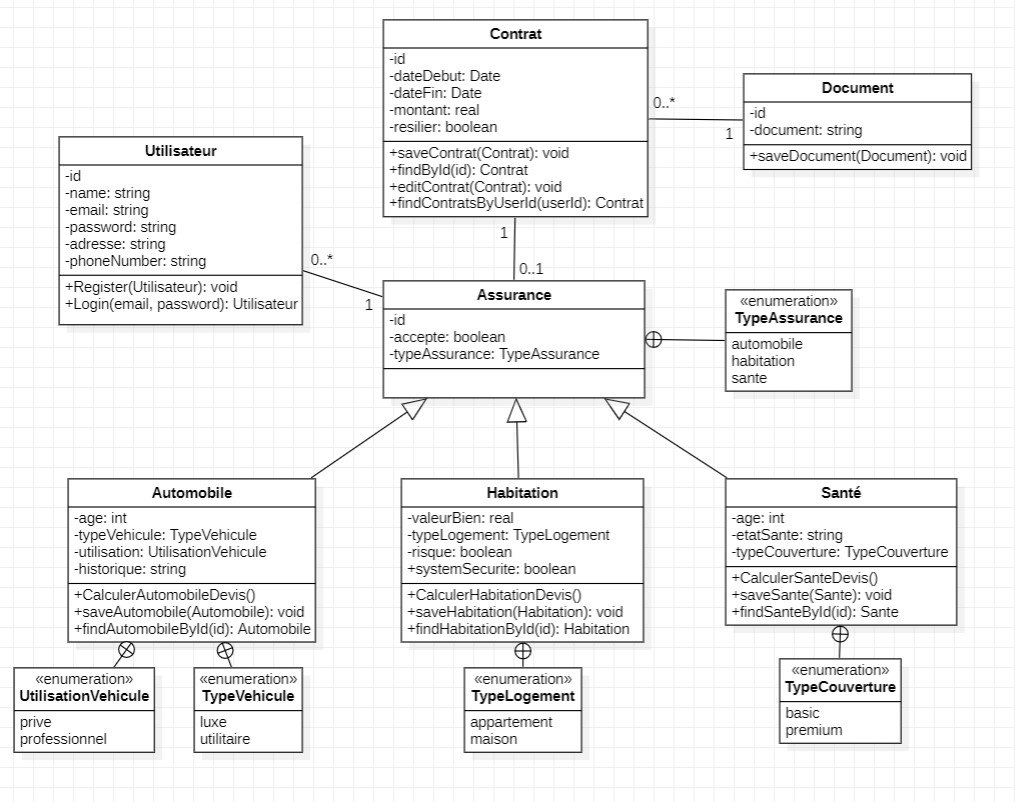 Contrat
-id
-dateDebut: Date
-dateFin: Date
-montant: real
-resilier: boolean
+saveContrat(Contrat): void
+findById(id): Contrat
+editContrat(Contrat): void
+findContratsByUserId(userId): Contrat
0..*
1
Document
-id
-document: string
+saveDocument(Document): void
Utilisateur
-id
-name: string
-email: string
-password: string
-adresse: string
-phoneNumber: string
+Register(Utilisateur): void
+Login(email, password): Utilisateur
0..*
1
1
0..1
Assurance
-id
-accepte: boolean
-typeAssurance: TypeAssurance
«enumeration»
TypeAssurance
automobile
habitation
sante
Automobile
-age: int
-typeVehicule: TypeVehicule
-utilisation: UtilisationVehicule
-historique: string
+CalculerAutomobileDevis()
+saveAutomobile(Automobile): void
+findAutomobileById(id): Automobile
Habitation
-valeurBien: real
-typeLogement: TypeLogement
-risque: boolean
+systemSecurite: boolean
+CalculerHabitationDevis()
+saveHabitation(Habitation): void
+findHabitationById(id): Habitation
Santé
-age: int
-etatSante: string
-typeCouverture: TypeCouverture
+CalculerSanteDevis()
+saveSante(Sante): void
+findSanteById(id): Sante
«enumeration»
UtilisationVehicule
prive
professionnel
«enumeration»
TypeVehicule
luxe
utilitaire
«enumeration»
TypeLogement
appartement
maison
«enumeration»
TypeCouverture
basic
premium